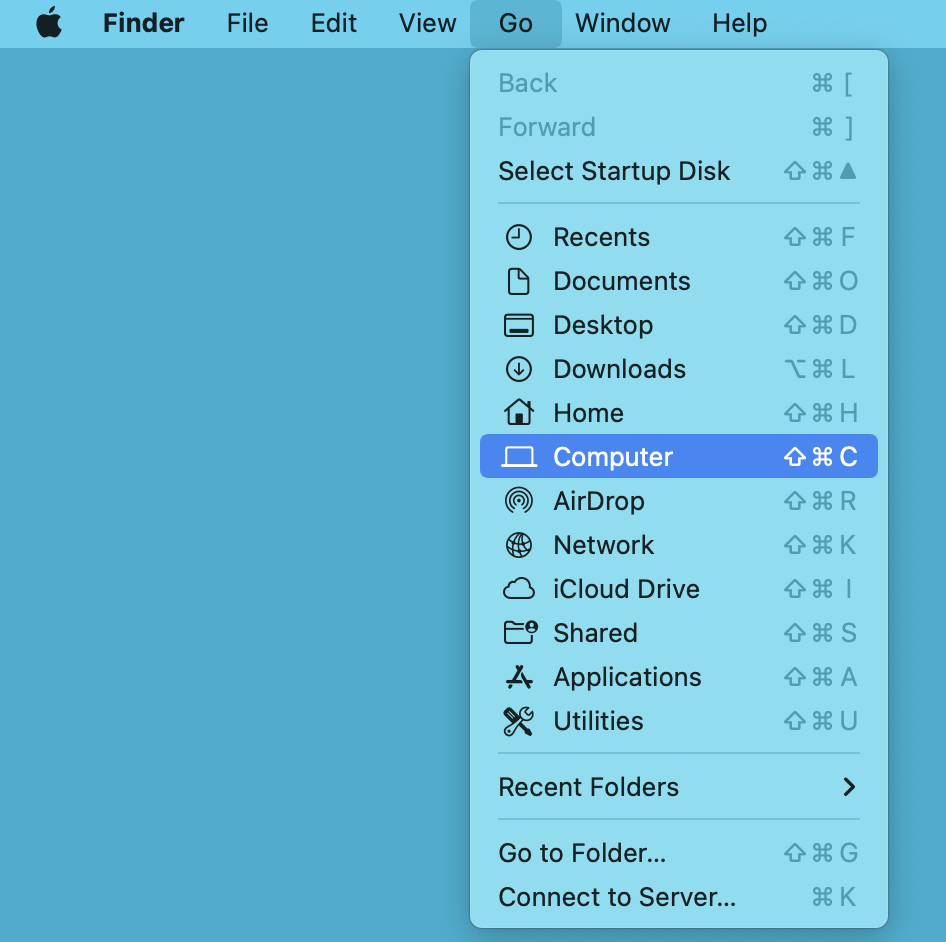 Finder File Edit View Go Window Help
Back ⌘ [
Forward ⌘ ]
Select Startup Disk ⇧ ⌘ ▲
Recents ⇧ ⌘ F
Documents ⇧ ⌘ O
Desktop ⇧ ⌘ D
Downloads ⌥ ⌘ L
Home ⇧ ⌘ H
Computer ⇧ ⌘ C
AirDrop ⇧ ⌘ R
Network ⇧ ⌘ K
iCloud Drive ⇧ ⌘ I
Shared ⇧ ⌘ S
Applications ⇧ ⌘ A
Utilities ⇧ ⌘ U
Recent Folders
Go to Folder... ⇧ ⌘ G
Connect to Server... ⌘ K